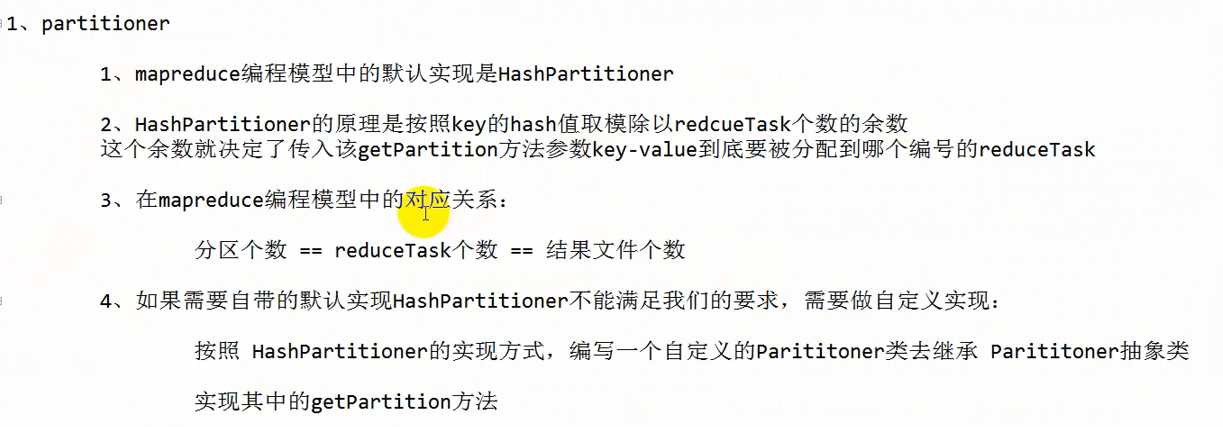 1、partitioner
1、mapreduce编程模型中的默认实现是HashPartitioner
2、HashPartitioner的原理是按照key的hash值取模除以redcueTask个数的余数
这个余数就决定了传入该getPartition方法参数key-value到底要被分配到哪个编号的reduceTask
3、在mapreduce编程模型中的对应关系：
分区个数 == reduceTask个数 == 结果文件个数
4、如果需要自带的默认实现HashPartitioner不能满足我们的要求，需要做自定义实现：
按照 HashPartitioner的实现方式，编写一个自定义的Parititoner类去继承 Parititoner抽象类
实现其中的getPartition方法